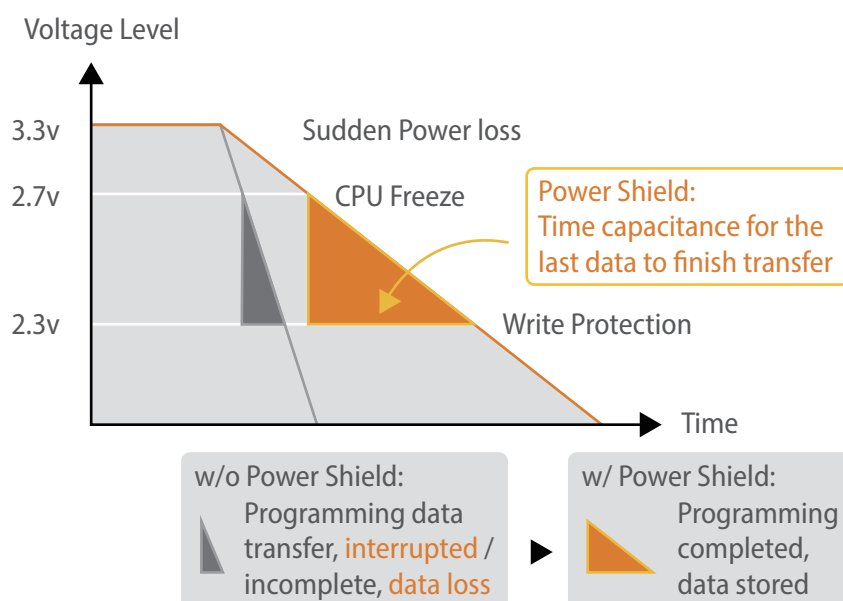 Voltage Level
3.3v
Sudden Power loss
2.7v
CPU Freeze
Power Shield:
Time capacitance for the
last data to finish transfer
2.3v
Write Protection
Time
w/o Power Shield:
Programming data
transfer, interrupted /
incomplete, data loss
w/ Power Shield:
Programming
completed,
data stored